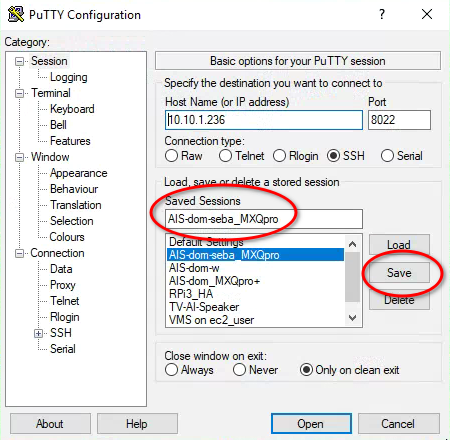 PuTTY Configuration
?
Category:
Session
Logging
Terminal
Keyboard
Bell
Features
Window
Appearance
Behaviour
Translation
Selection
Colours
Connection
Data
Proxy
Telnet
Rlogin
SSH
Serial
Basic options for your PuTTY session
Specify the destination you want to connect to
Host Name (or IP address) Port
10.10.1.236 8022
Connection type:
Raw Telnet Rlogin SSH Serial
Load, save or delete a stored session
Saved Sessions
AIS-dom-seba_MXQpro
Default Settings
AIS-dom-seba_MXQpro
AIS-dom-w
AIS-dom_MXQpro+
RPi3_HA
TV-AI-Speaker
VMS on ec2_user
Load
Save
Delete
Close window on exit:
Always Never Only on clean exit
About Help Open Cancel